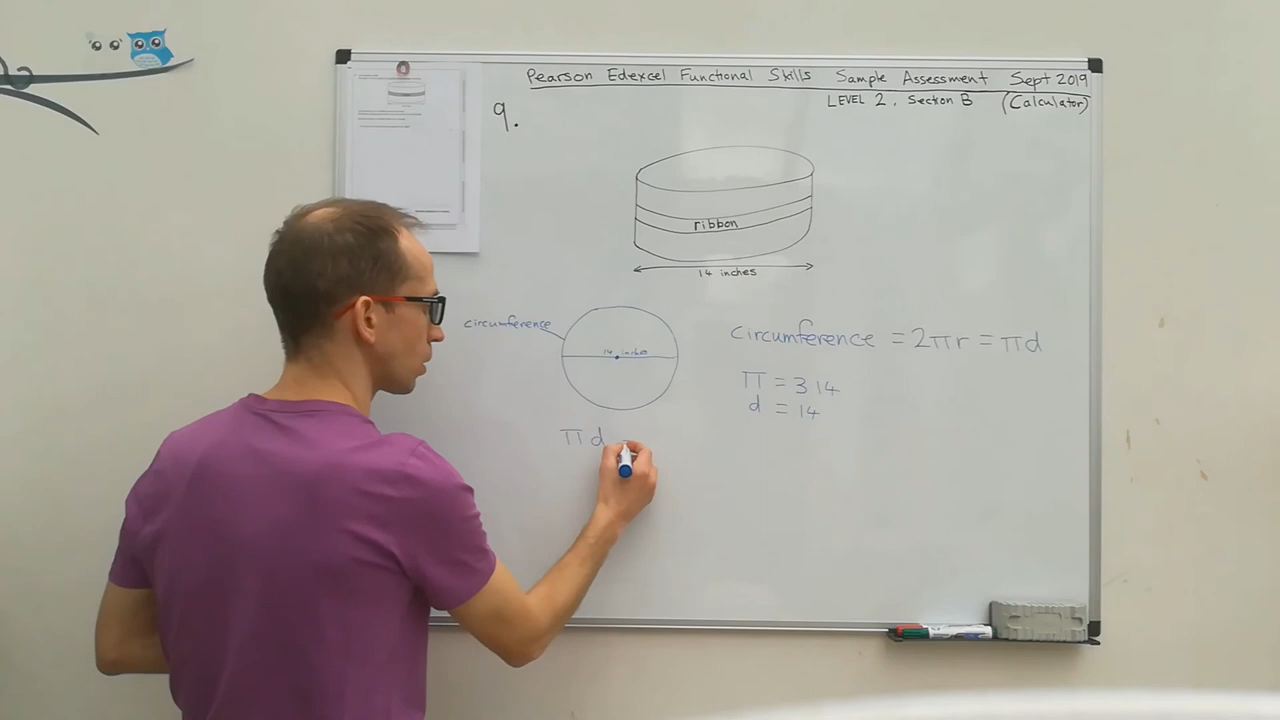 Pearson Edexcel Functional Skills Sample Assessment Sept 2019
LEVEL 2, Section B (Calculator)
9.
ribbon
14 inches
circumference
14 inches
circumference = 2πr = πd
π = 3.14
d = 14
πd